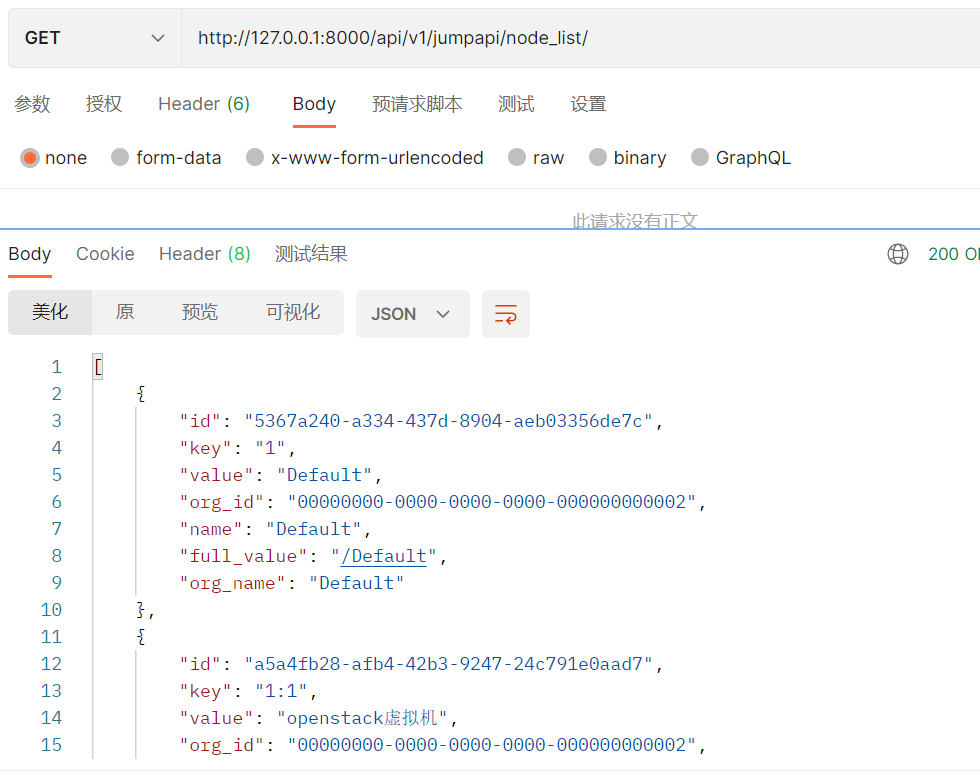 GET http://127.0.0.1:8000/api/v1/jumpapi/node_list/
参数 授权 Header (6) Body 预请求脚本 测试 设置
none form-data x-www-form-urlencoded raw binary GraphQL
此请求没有正文
Body Cookie Header (8) 测试结果 200 O
美化 原 预览 可视化 JSON
1 [
2 {
3 "id": "5367a240-a334-437d-8904-aeb03356de7c",
4 "key": "1",
5 "value": "Default",
6 "org_id": "00000000-0000-0000-0000-000000000002",
7 "name": "Default",
8 "full_value": "/Default",
9 "org_name": "Default"
10 },
11 {
12 "id": "a5a4fb28-afb4-42b3-9247-24c791e0aad7",
13 "key": "1:1",
14 "value": "openstack虚拟机",
15 "org_id": "00000000-0000-0000-0000-000000000002",